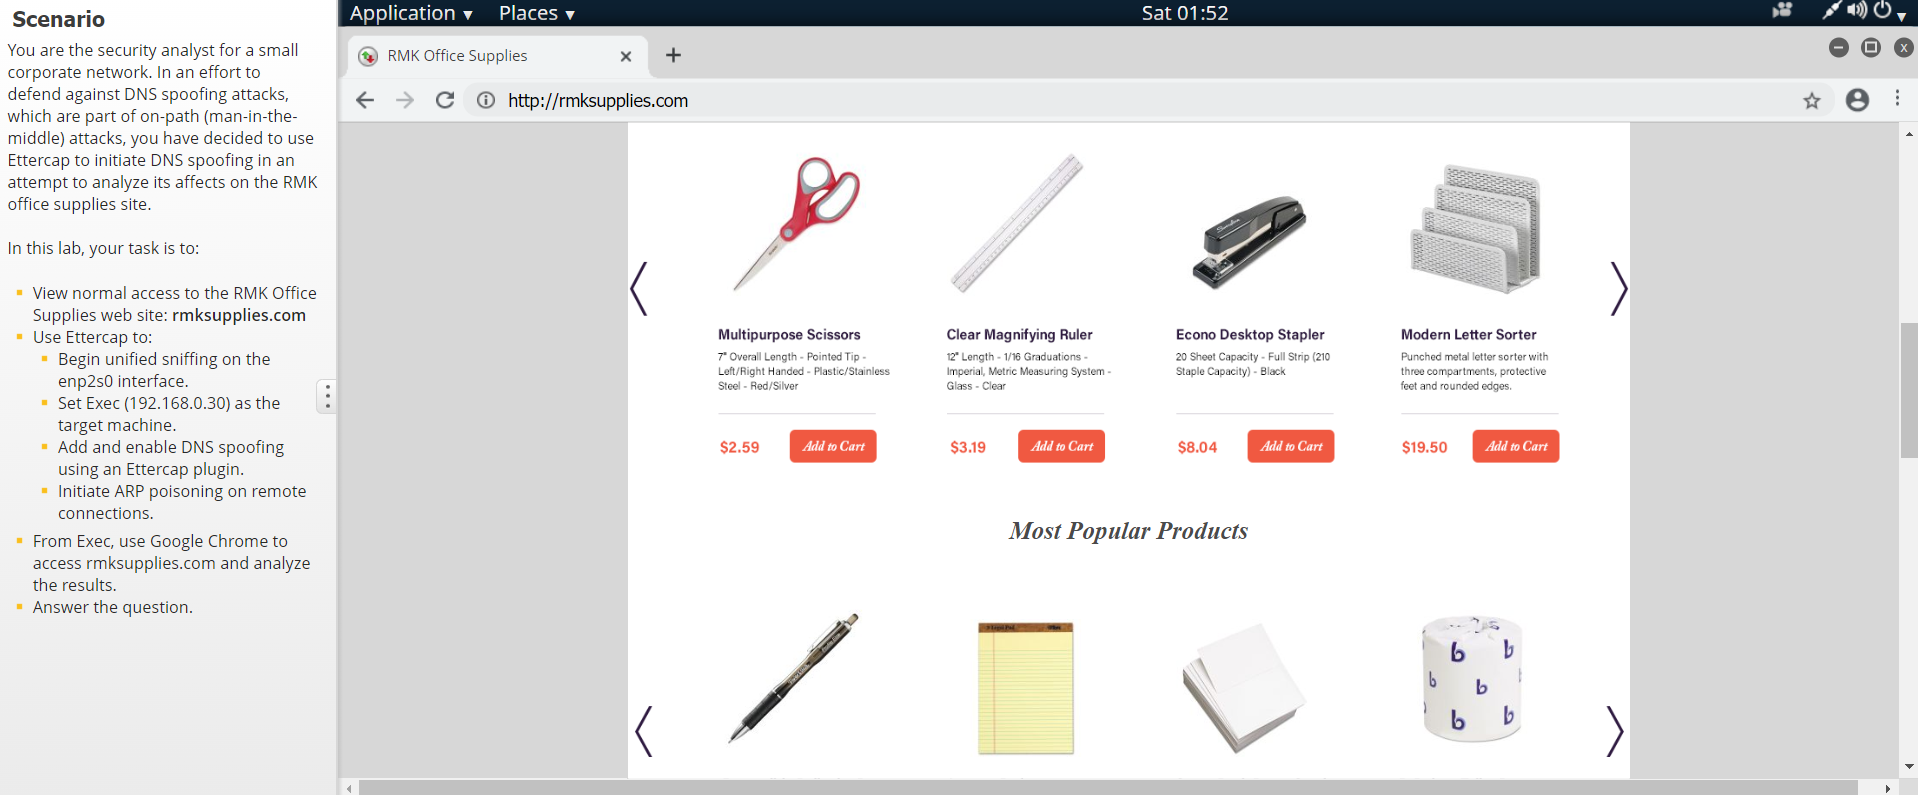 Scenario
You are the security analyst for a small
corporate network. In an effort to
defend against DNS spoofing attacks,
which are part of on-path (man-in-the-
middle) attacks, you have decided to use
Ettercap to initiate DNS spoofing in an
attempt to analyze its affects on the RMK
office supplies site.
In this lab, your task is to:
View normal access to the RMK Office
Supplies web site: rmksupplies.com
Use Ettercap to:
Begin unified sniffing on the
enp2s0 interface.
Set Exec (192.168.0.30) as the
target machine.
Add and enable DNS spoofing
using an Ettercap plugin.
Initiate ARP poisoning on remote
connections.
From Exec, use Google Chrome to
access rmksupplies.com and analyze
the results.
Answer the question.
Application Places Sat 01:52
RMK Office Supplies
http://rmksupplies.com
Multipurpose Scissors
7" Overall Length - Pointed Tip -
Left/Right Handed - Plastic/Stainless
Steel - Red/Silver
$2.59 Add to Cart
Clear Magnifying Ruler
12" Length - 1/16 Graduations -
Imperial, Metric Measuring System -
Glass - Clear
$3.19 Add to Cart
Econo Desktop Stapler
20 Sheet Capacity - Full Strip (210
Staple Capacity) - Black
$8.04 Add to Cart
Modern Letter Sorter
Punched metal letter sorter with
three compartments, protective
feet and rounded edges.
$19.50 Add to Cart
Most Popular Products
b b
b b
b b